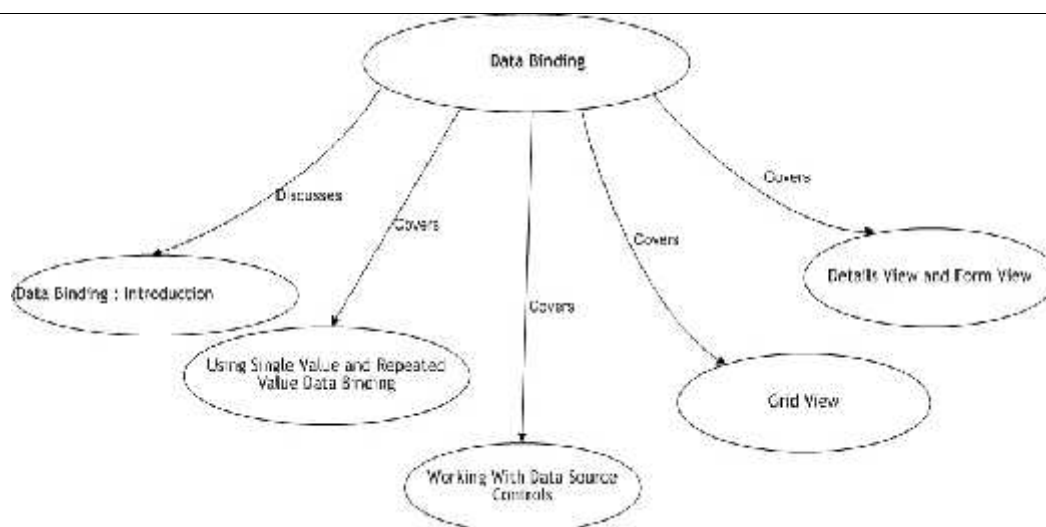 Data Binding
Discusses
Covers
Covers
Covers
Covers
Data Binding : Introduction
Using Single Value and Repeated
Value Data Binding
Working With Data Source
Controls
Grid View
Details View and Form View